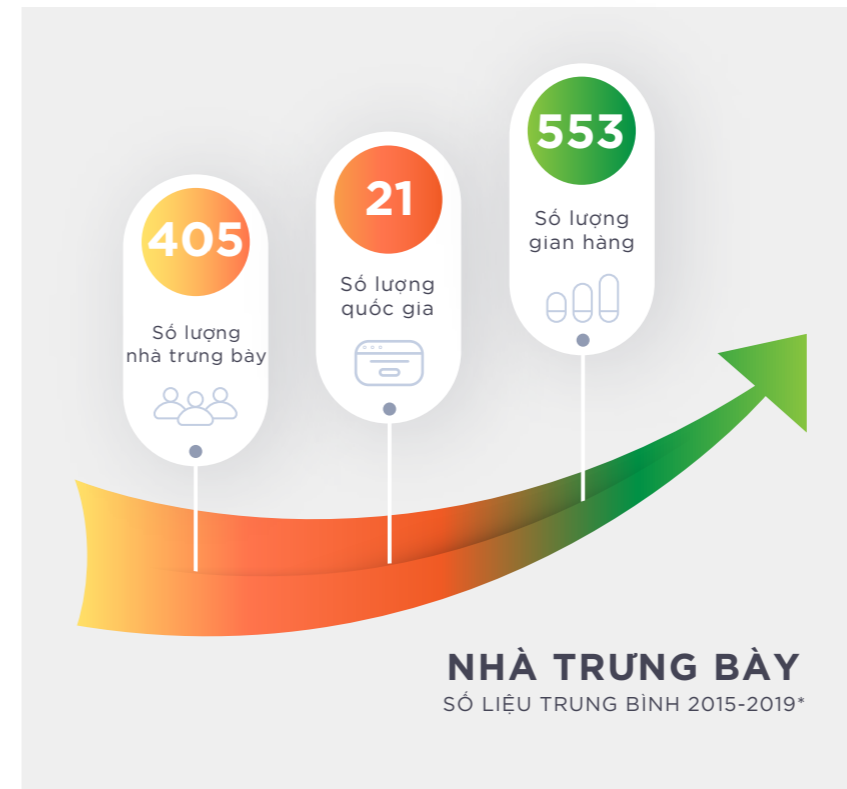 405
Số lượng
nhà trưng bày
21
Số lượng
quốc gia
553
Số lượng
gian hàng
NHÀ TRƯNG BÀY
SỐ LIỆU TRUNG BÌNH 2015-2019*